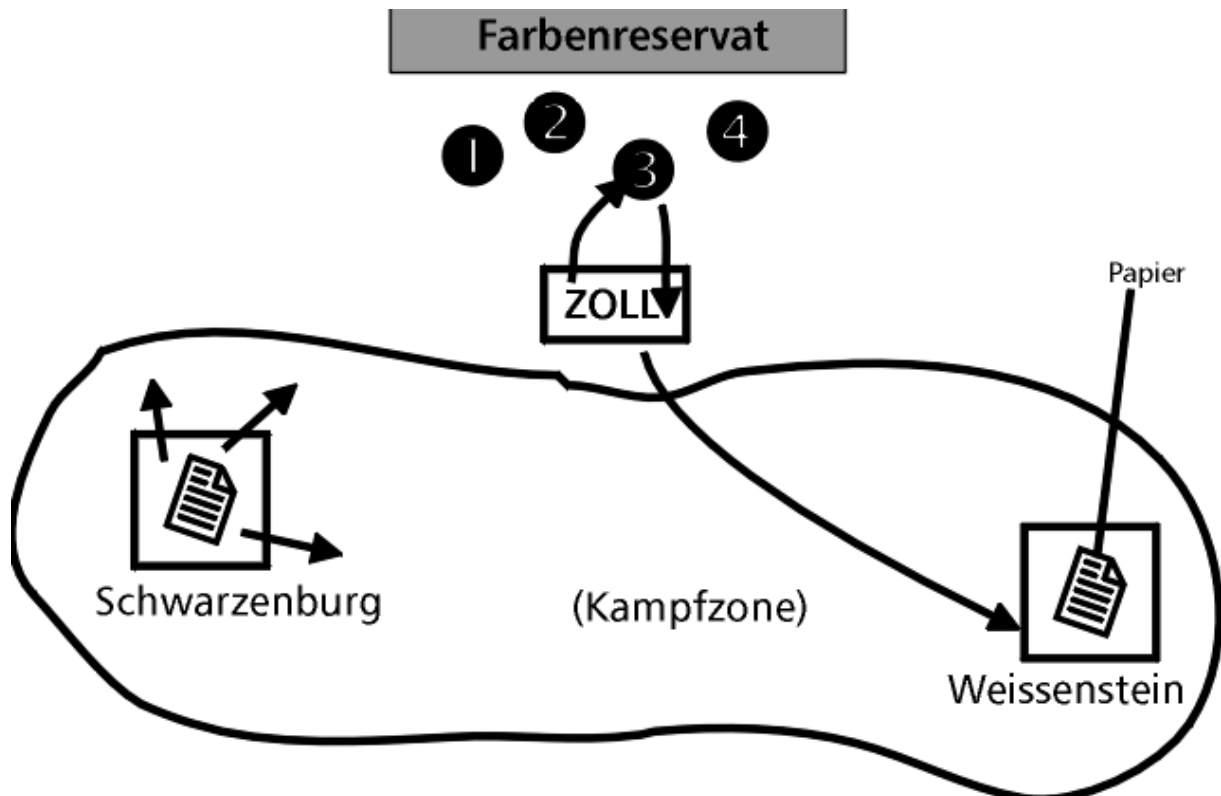 Farbenreservat
1
2
3
4
ZOLL
Papier
Schwarzenburg
(Kampfzone)
Weissenstein